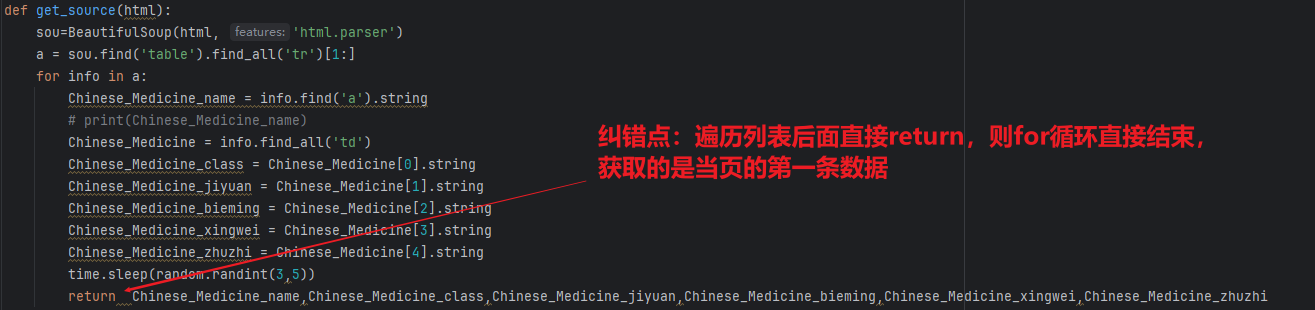 def get_source(html):
    sou=BeautifulSoup(html, features: 'html.parser')
    a = sou.find('table').find_all('tr')[1:]
    for info in a:
        Chinese_Medicine_name = info.find('a').string
        # print(Chinese_Medicine_name)
        Chinese_Medicine = info.find_all('td')
        Chinese_Medicine_class = Chinese_Medicine[0].string
        Chinese_Medicine_jiyuan = Chinese_Medicine[1].string
        Chinese_Medicine_bieming = Chinese_Medicine[2].string
        Chinese_Medicine_xingwei = Chinese_Medicine[3].string
        Chinese_Medicine_zhuzhi = Chinese_Medicine[4].string
        time.sleep(random.randint(3,5))
        return  Chinese_Medicine_name,Chinese_Medicine_class,Chinese_Medicine_jiyuan,Chinese_Medicine_bieming,Chinese_Medicine_xingwei,Chinese_Medicine_zhuzhi
纠错点：遍历列表后面直接return，则for循环直接结束，
获取的是当页的第一条数据